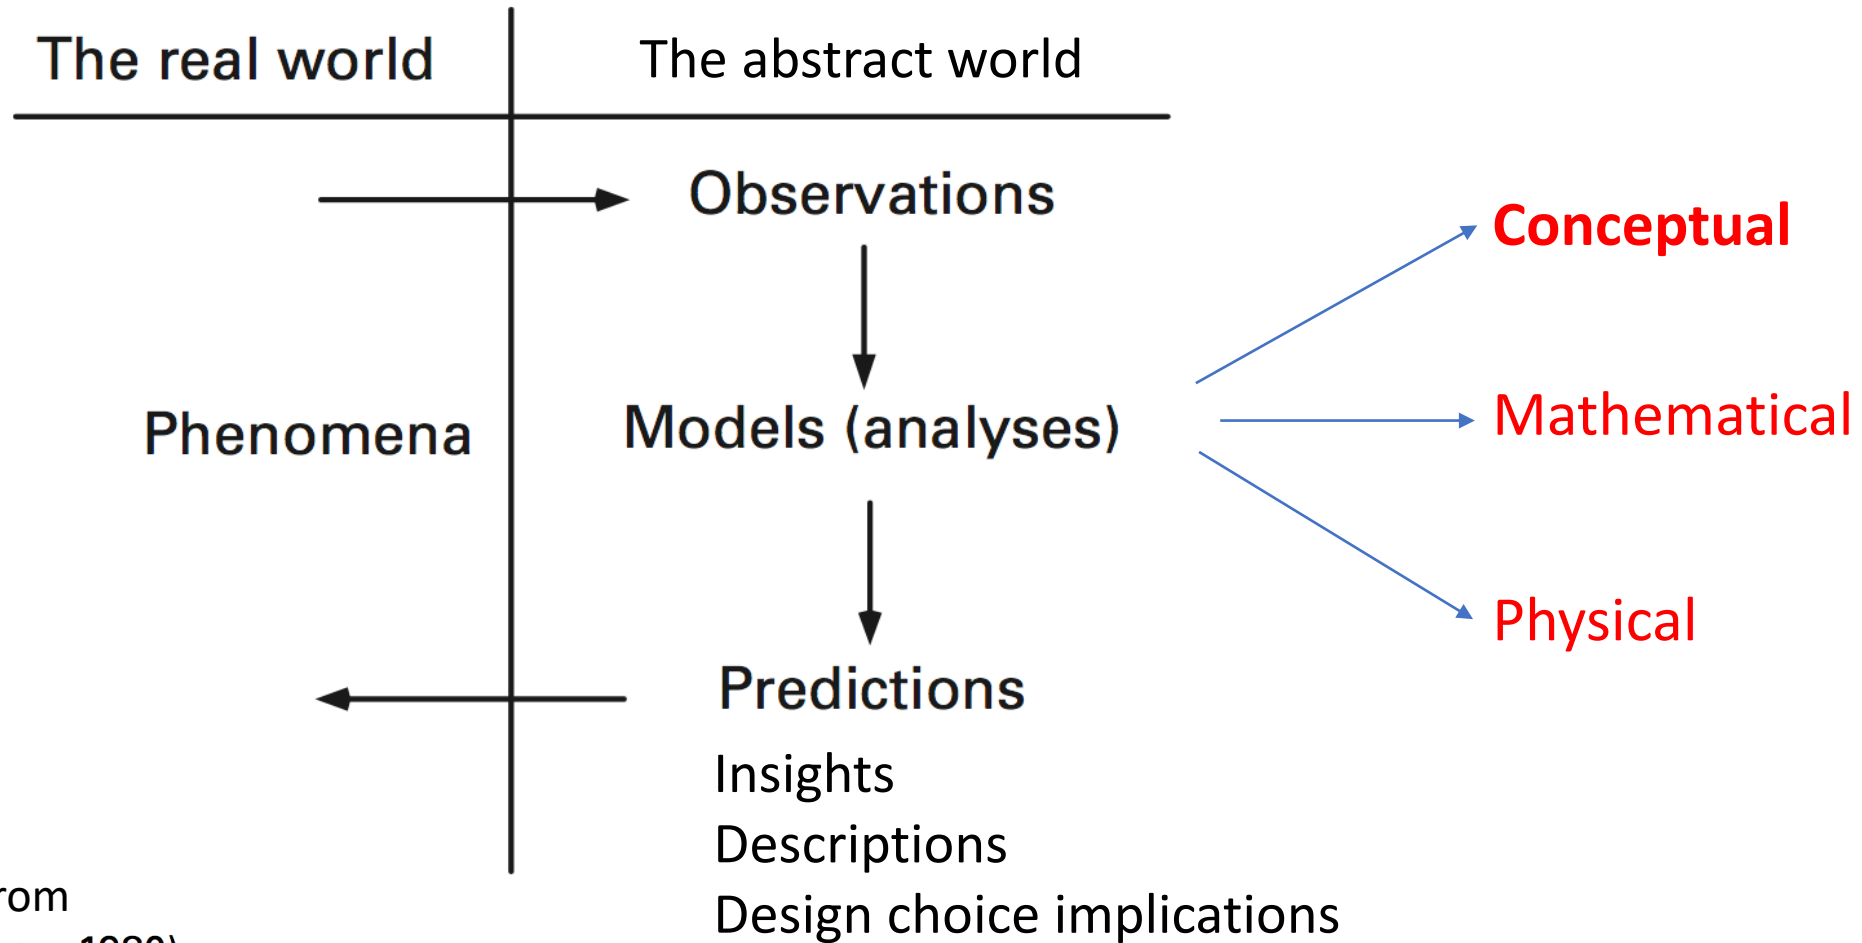 The real world
The abstract world
Observations
Conceptual
Phenomena
Models (analyses)
Mathematical
Physical
Predictions
Insights
Descriptions
Design choice implications